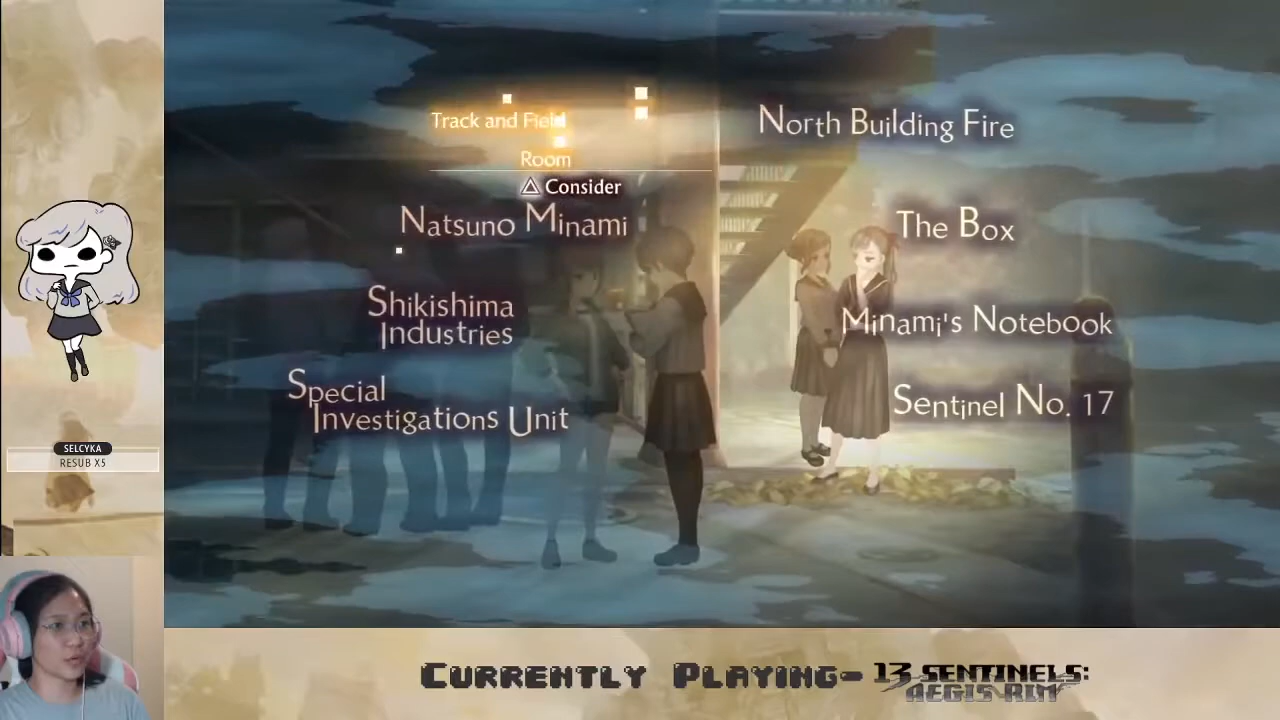 Track and Field
Room
Consider
Natsuno Minami
Shikishima
Industries
Special
Investigations Unit
North Building Fire
The Box
Minami's Notebook
Sentinel No. 17
SELCYKA
RESUB X5
Currently Playing-
13 SENTINELS:
AEGIS RIM